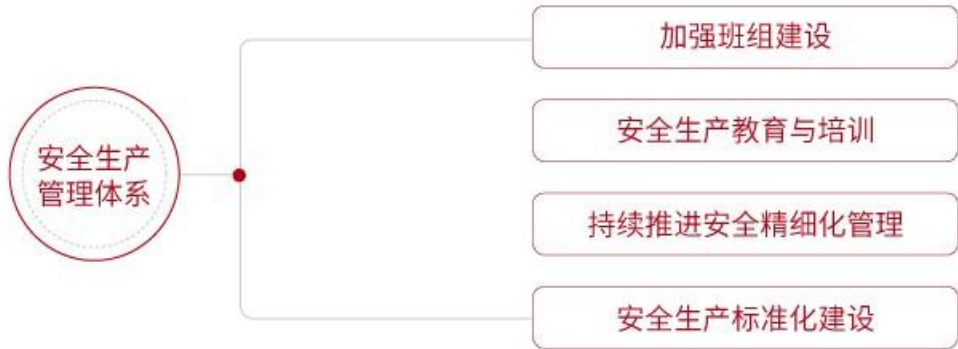 安全生产
管理体系
加强班组建设
安全生产教育与培训
持续推进安全精细化管理
安全生产标准化建设